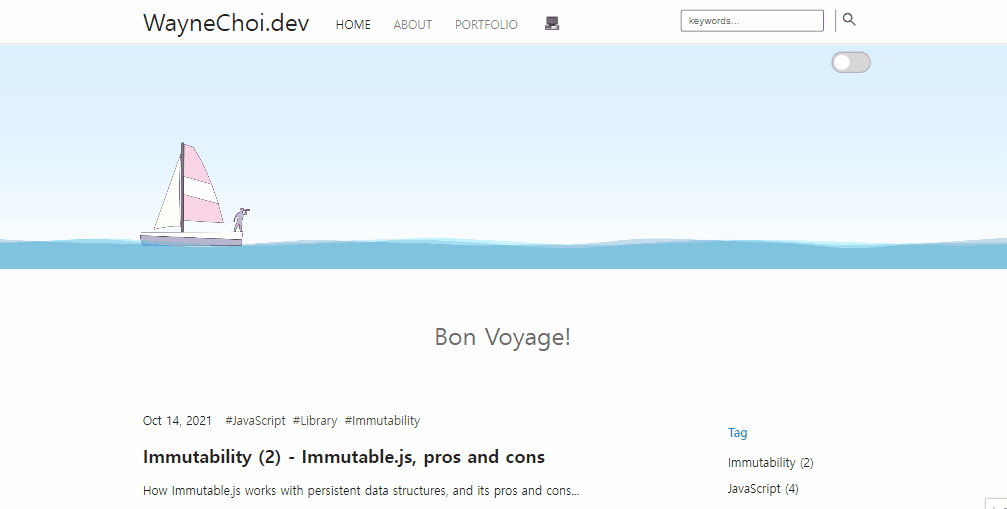 WayneChoi.dev HOME ABOUT PORTFOLIO keywords...
Bon Voyage!
Oct 14, 2021 #JavaScript #Library #Immutability
Immutability (2) - Immutable.js, pros and cons
How Immutable.js works with persistent data structures, and its pros and cons...
Tag
Immutability (2)
JavaScript (4)